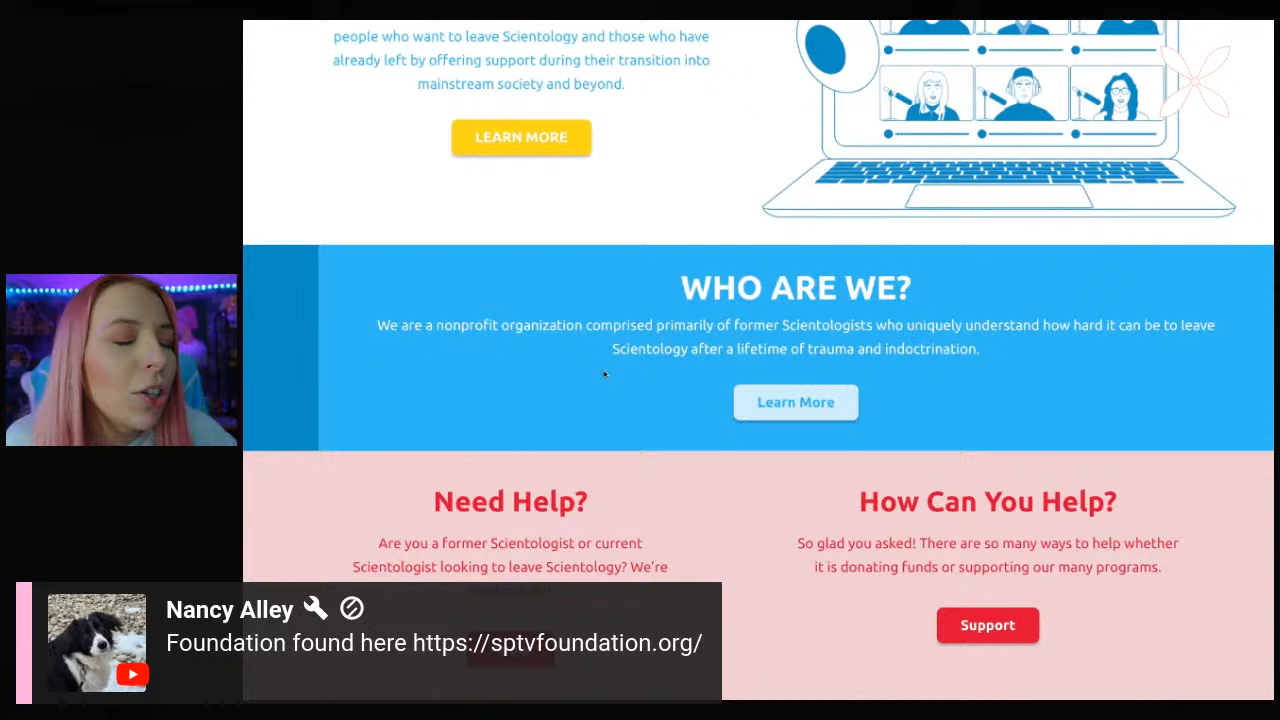 people who want to leave Scientology and those who have
already left by offering support during their transition into
mainstream society and beyond.
LEARN MORE
WHO ARE WE?
We are a nonprofit organization comprised primarily of former Scientologists who uniquely understand how hard it can be to leave
Scientology after a lifetime of trauma and indoctrination.
Learn More
Need Help?
Are you a former Scientologist or current
Scientologist looking to leave Scientology? We're
How Can You Help?
So glad you asked! There are so many ways to help whether
it is donating funds or supporting our many programs.
Support
Nancy Alley
Foundation found here https://sptvfoundation.org/